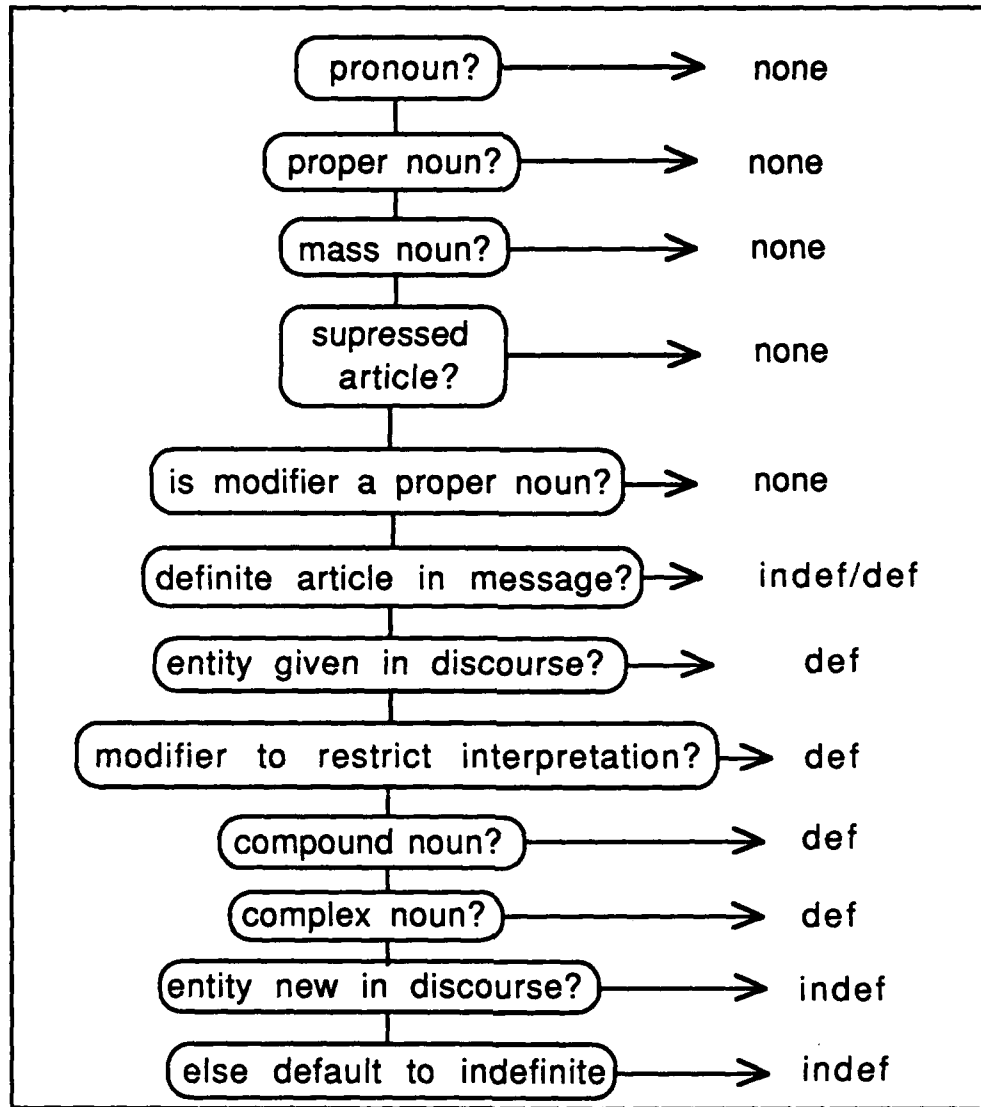 pronoun? none
proper noun? none
mass noun? none
supressed
article? none
is modifier a proper noun? none
definite article in message? indef/def
entity given in discourse? def
modifier to restrict interpretation? def
compound noun? def
complex noun? def
entity new in discourse? indef
else default to indefinite indef